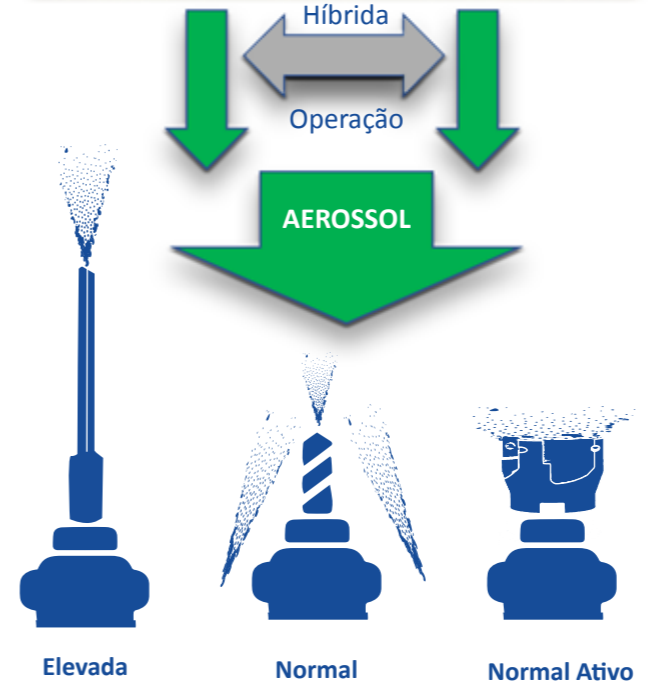 Híbrida
Operação
AEROSSOL
Elevada
Normal
Normal Ativo